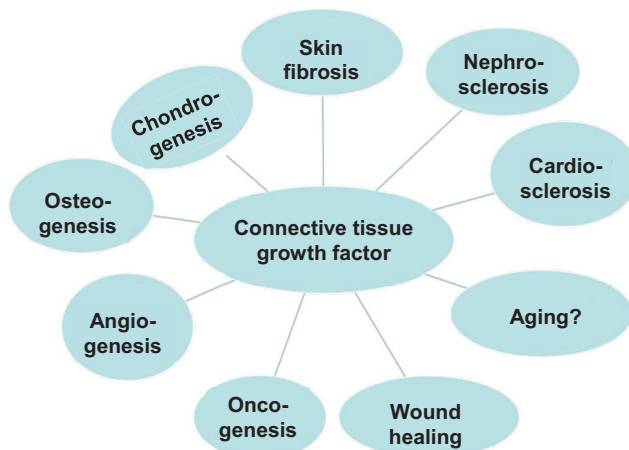 Skin
fibrosis
Nephro-
sclerosis
Chondro-
genesis
Cardio-
sclerosis
Osteo-
genesis
Connective tissue
growth factor
Angio-
genesis
Aging?
Onco-
genesis
Wound
healing